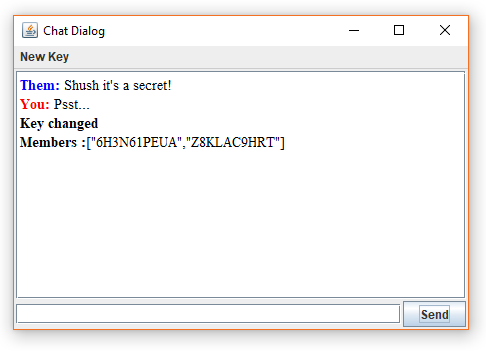 Chat Dialog
New Key
Them: Shush it's a secret!
You: Psst...
Key changed
Members :["6H3N61PEUA","Z8KLAC9HRT"]
Send